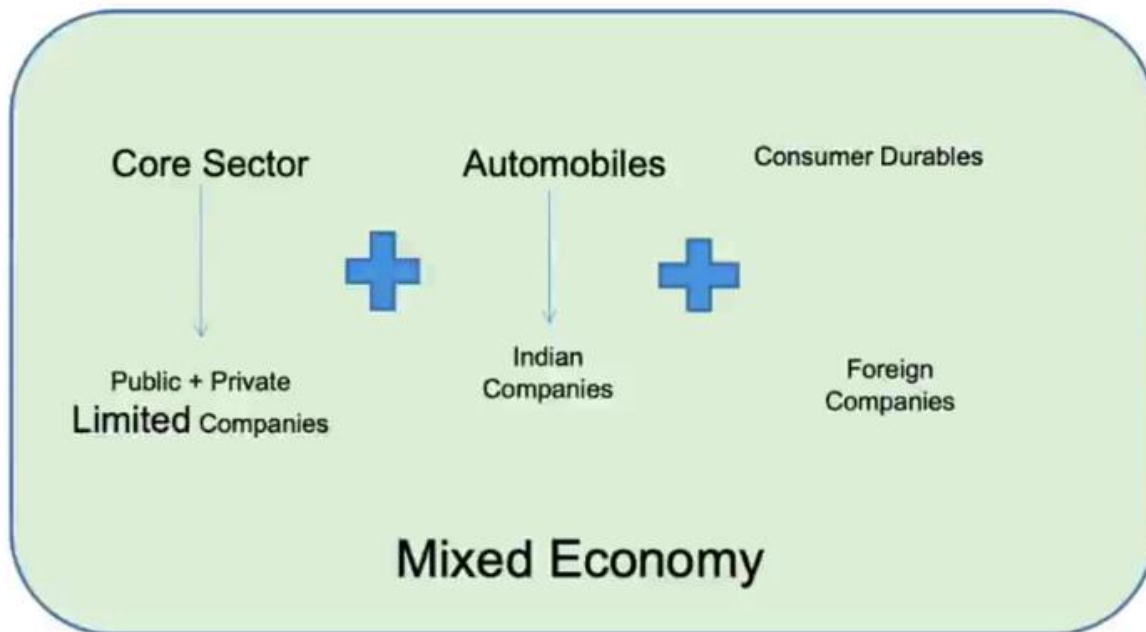 Core Sector
Automobiles
Consumer Durables
Public + Private
Limited Companies
Indian
Companies
Foreign
Companies
Mixed Economy